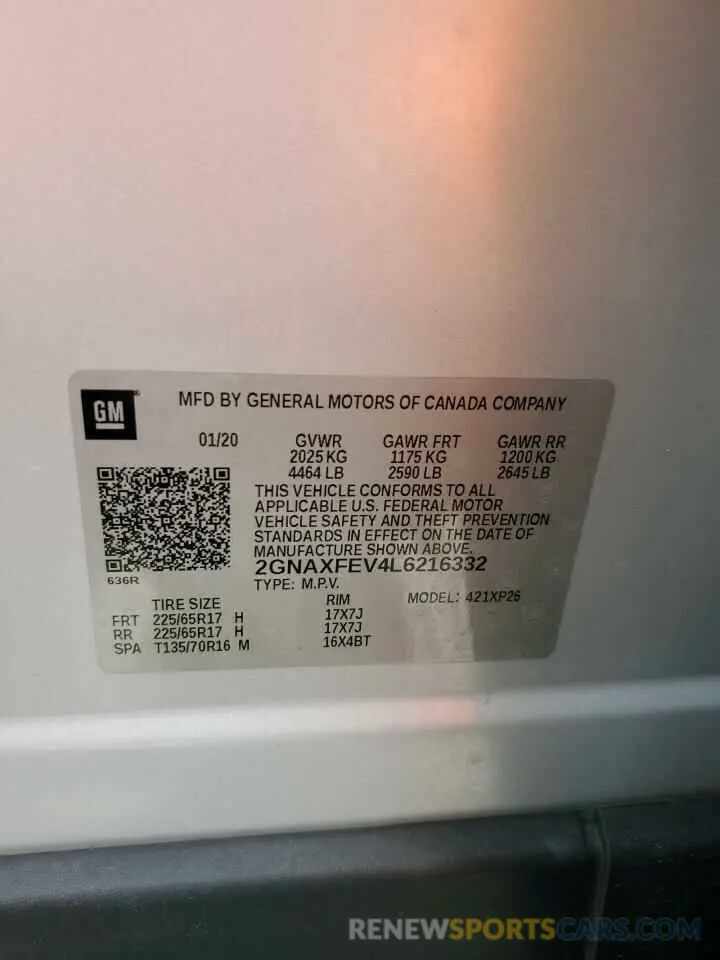 GM
MFD BY GENERAL MOTORS OF CANADA COMPANY
01/20 GVWR GAWR FRT GAWR RR
2025 KG 1175 KG 1200 KG
4464 LB 2590 LB 2645 LB
THIS VEHICLE CONFORMS TO ALL
APPLICABLE U.S. FEDERAL MOTOR
VEHICLE SAFETY AND THEFT PREVENTION
STANDARDS IN EFFECT ON THE DATE OF
MANUFACTURE SHOWN ABOVE.
2GNAXFEV4L6216332
636R
TYPE: M.P.V.
TIRE SIZE RIM MODEL: 421XP26
FRT 225/65R17 H 17X7J
RR 225/65R17 H 17X7J
SPA T135/70R16 M 16X4BT
RENEWSPORTSCARS.COM